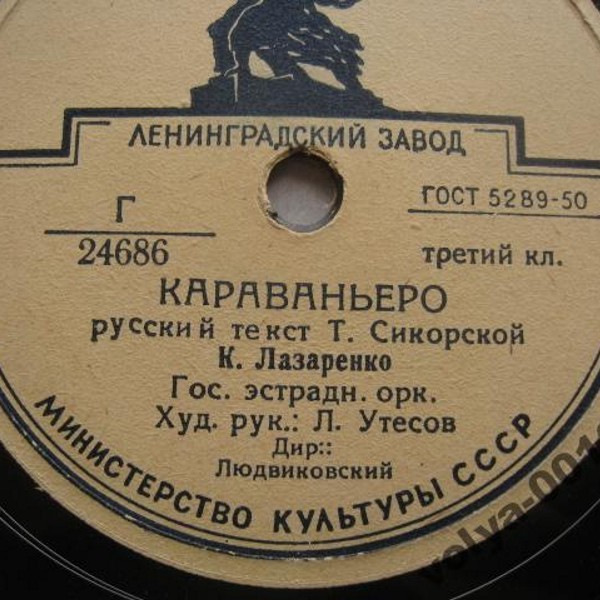 ЛЕНИНГРАДСКИЙ ЗАВОД
Г
24686
ГОСТ 5289-50
третий кл.
КАРАВАНЬЕРО
русский текст Т. Сикорской
К. Лазаренко
Гос. эстрадн. орк.
Худ. рук.: Л. Утесов
Дир::
Людвиковский
МИНИСТЕРСТВО КУЛЬТУРЫ СССР